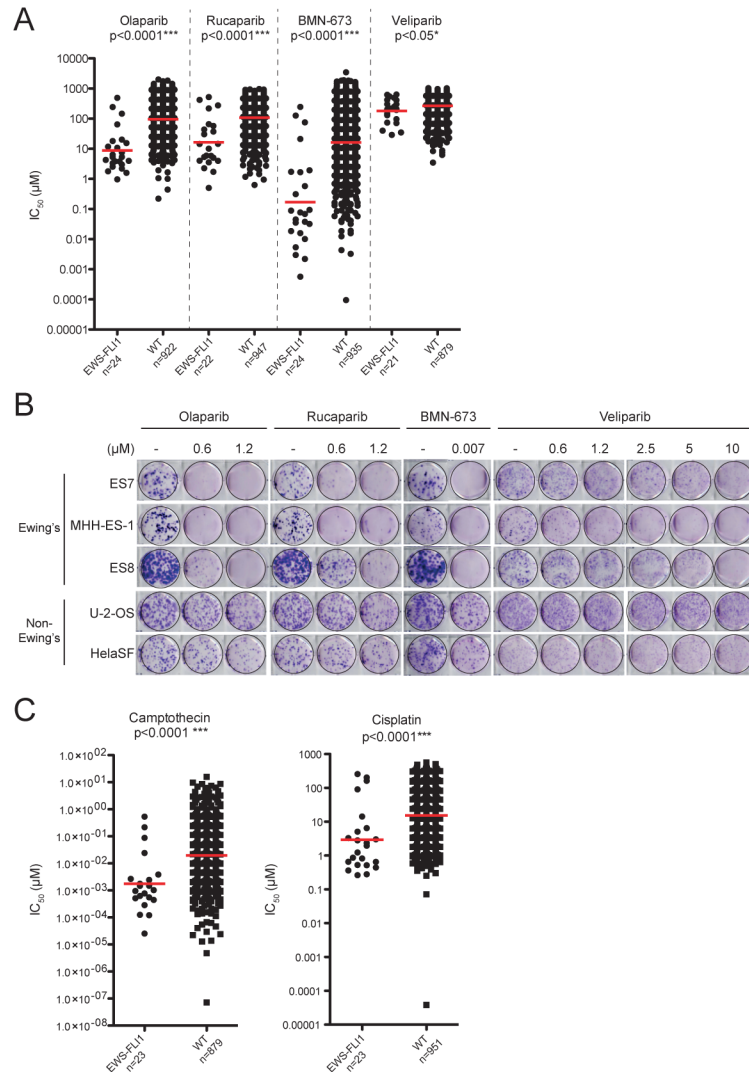 A
Olaparib Rucaparib BMN-673 Veliparib
p<0.0001*** p<0.0001*** p<0.0001*** p<0.05*
10000
1000
100
10
1
0.1
0.01
0.001
0.0001
0.00001
IC50 (µM)
EWS-FLI1 n=24
WT n=922
EWS-FLI1 n=22
WT n=947
EWS-FLI1 n=24
WT n=935
EWS-FLI1 n=21
WT n=879
B
Olaparib Rucaparib BMN-673 Veliparib
(µM) - 0.6 1.2 - 0.6 1.2 - 0.007 - 0.6 1.2 2.5 5 10
Ewing's
ES7
MHH-ES-1
ES8
Non-Ewing's
U-2-OS
HelaSF
C
Camptothecin
p<0.0001 ***
1.0×10^02
1.0×10^01
1.0×10^00
1.0×10^-01
1.0×10^-02
1.0×10^-03
1.0×10^-04
1.0×10^-05
1.0×10^-06
1.0×10^-07
1.0×10^-08
IC50 (µM)
EWS-FLI1 n=23
WT n=879
Cisplatin
p<0.0001***
1000
100
10
1
0.1
0.01
0.001
0.0001
0.00001
IC50 (µM)
EWS-FLI1 n=23
WT n=951